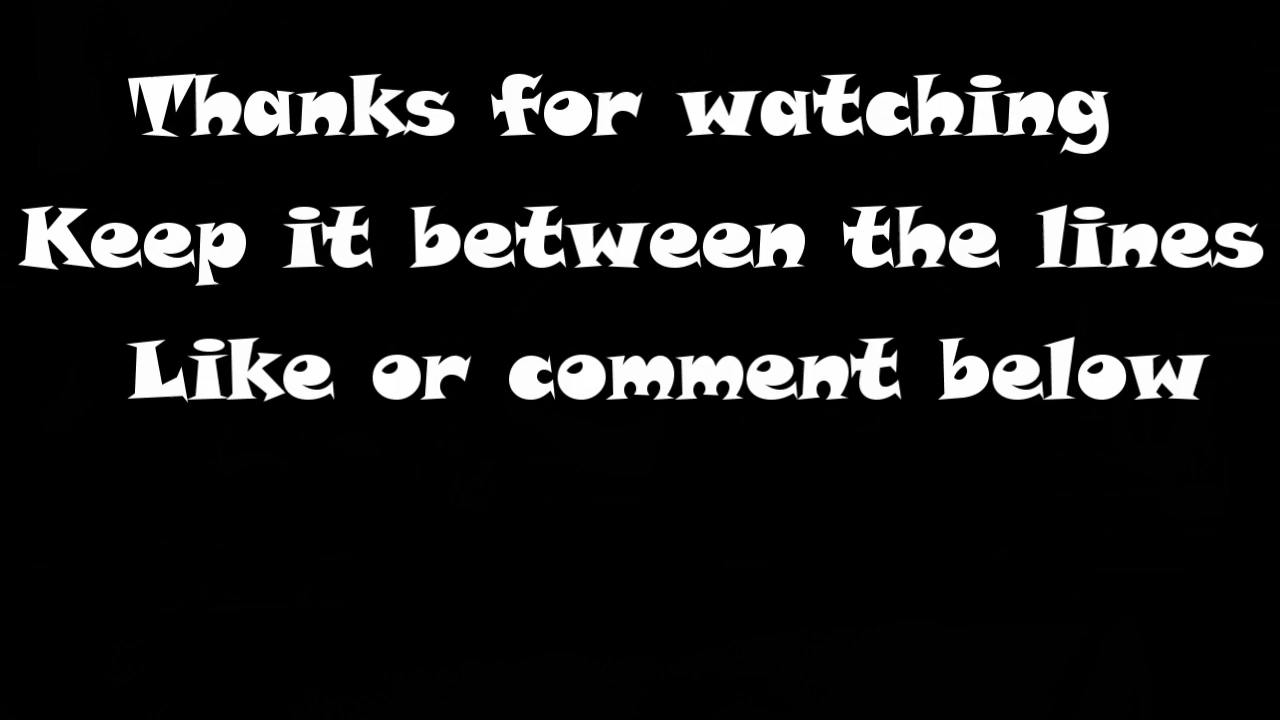 Thanks for watching
Keep it between the lines
Like or comment below